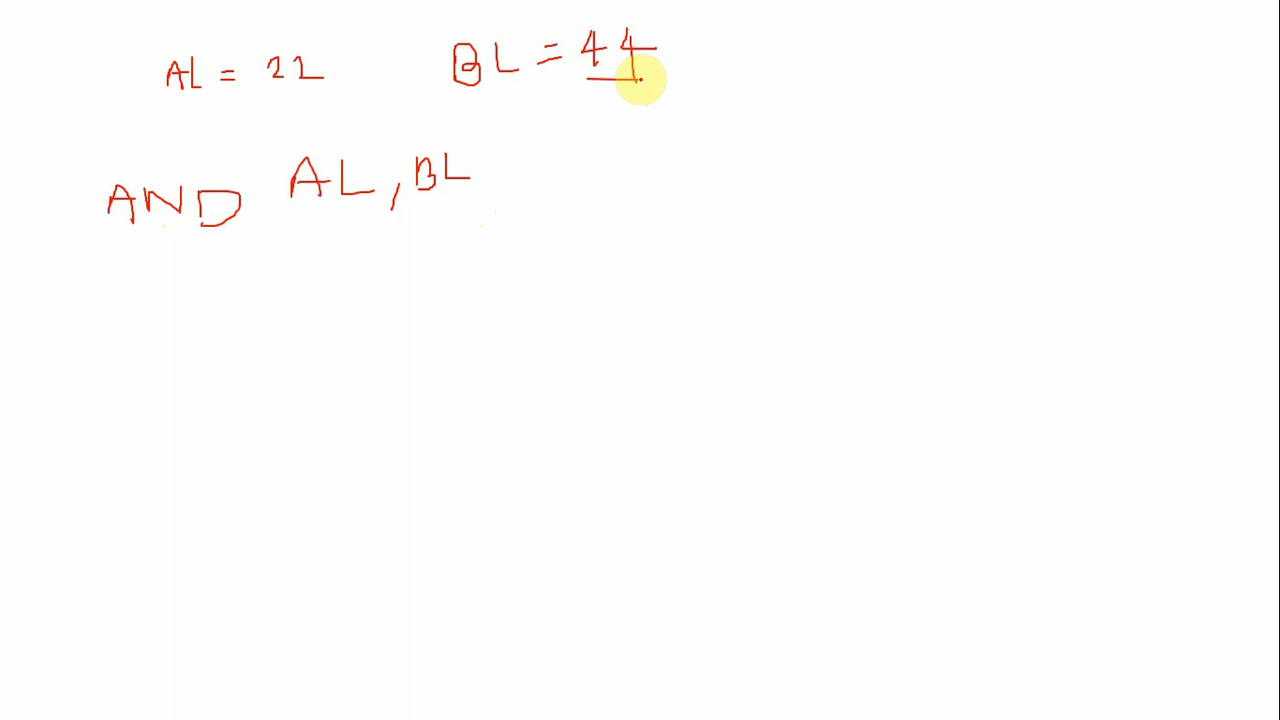 AL = 22 BL = 44
AND AL, BL